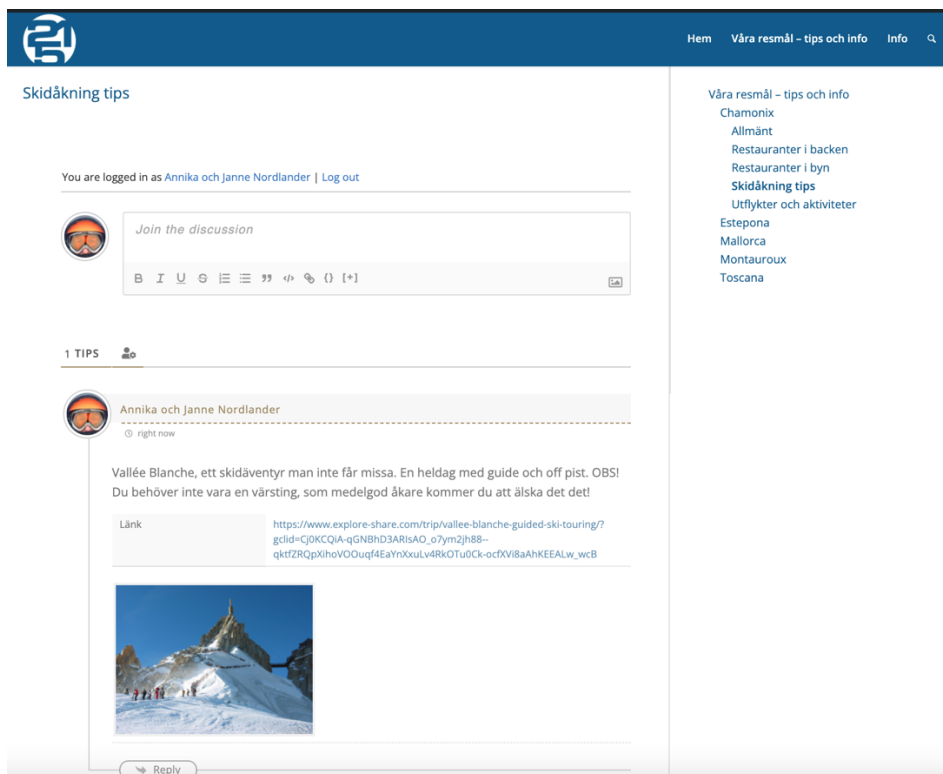 Hem Våra resmål – tips och info Info
Skidåkning tips
You are logged in as Annika och Janne Nordlander | Log out
Join the discussion
B I U S </> {} [+]
1 TIPS
Annika och Janne Nordlander
right now
Vallée Blanche, ett skidäventyr man inte får missa. En heldag med guide och off pist. OBS!
Du behöver inte vara en värsting, som medelgod åkare kommer du att älska det det!
Länk
https://www.explore-share.com/trip/vallee-blanche-guided-ski-touring/?
gclid=Cj0KCQiA-qGNBhD3ARIsAO_o7ym2jh88--
qktfZRQpXihoVOOuqf4EaYnXxuLv4RkOTu0Ck-ocfXVi8aAhKEEALw_wcB
Reply
Våra resmål – tips och info
Chamonix
Allmänt
Restauranter i backen
Restauranter i byn
Skidåkning tips
Utflykter och aktiviteter
Estepona
Mallorca
Montauroux
Toscana